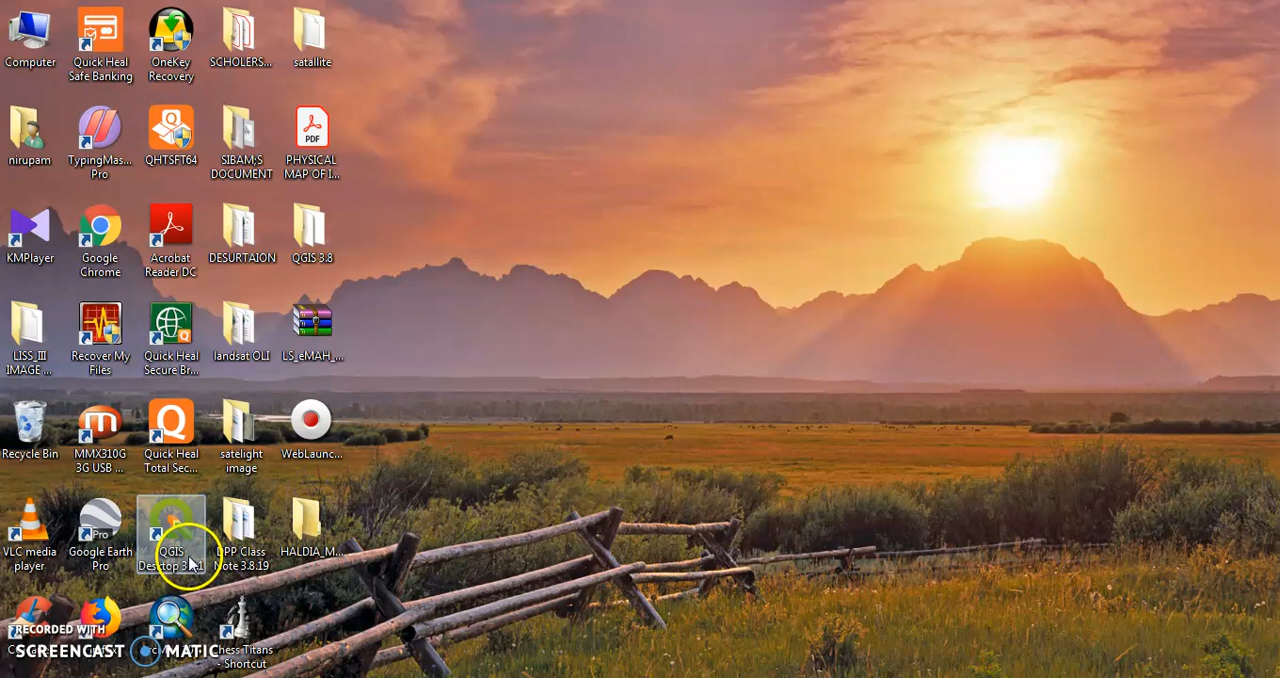 Computer
Quick Heal
Safe Banking
OneKey
Recovery
SCHOLERS...
satallite
nirupam
TypingMas...
Pro
QHTSFT64
SIBAM;S
DOCUMENT
PDF
PHYSICAL
MAP OF I...
KMPlayer
Google
Chrome
Acrobat
Reader DC
DESURTAION
QGIS 3.8
LISS_III
IMAGE ...
Recover My
Files
Quick Heal
Secure Br...
landsat OLI
LS_eMAH_...
Recycle Bin
MMX310G
3G USB ...
Quick Heal
Total Sec...
satelight
image
WebLaunc...
VLC media
player
Pro
Google Earth
Pro
QGIS
Class
Note 3.8.19
HALDIA_M...
RECORDED WITH
SCREENCAST MATIC
Chess Titans
- Shortcut